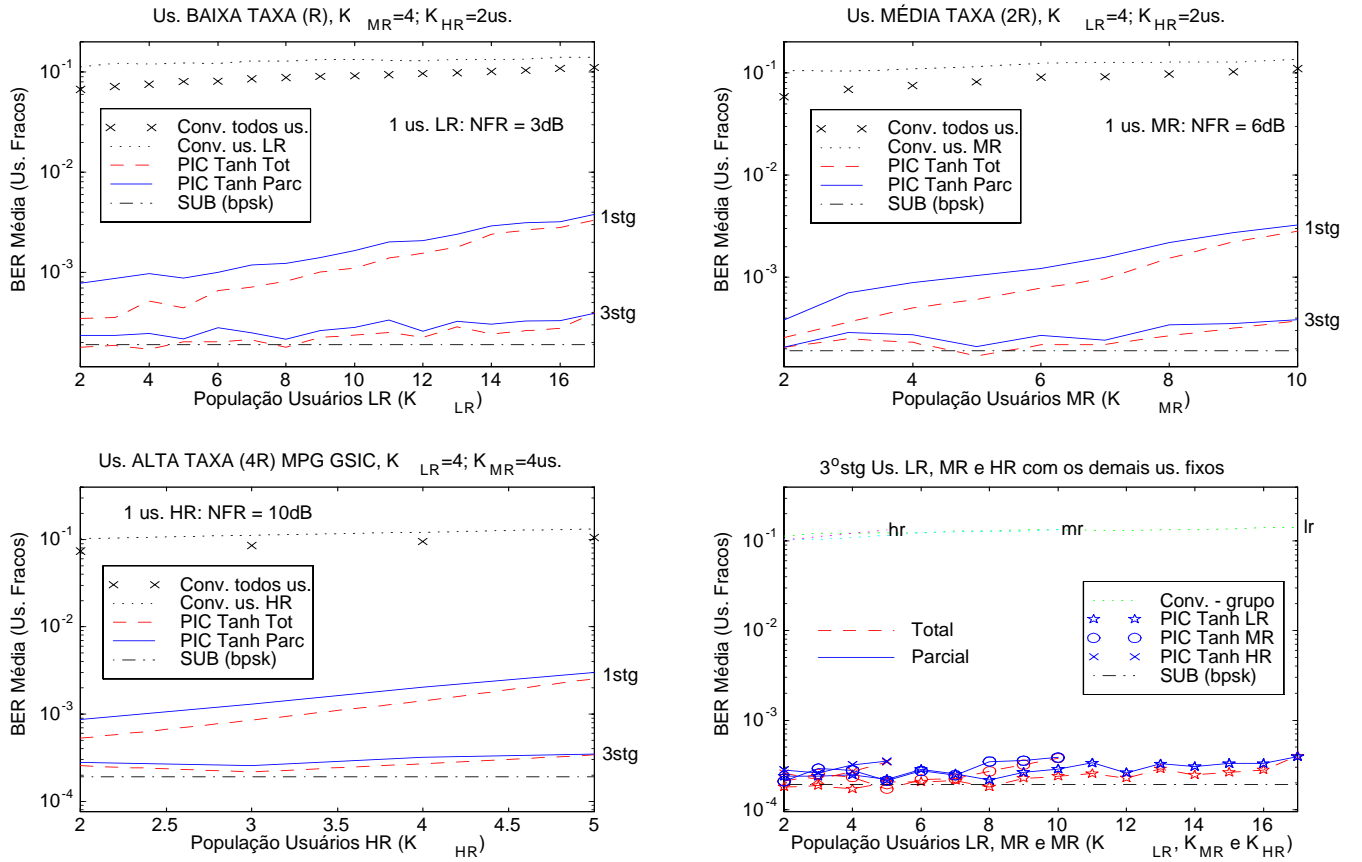 Us. BAIXA TAXA (R), K MR=4; K HR=2us.
BER Média (Us. Fracos)
10-1
10-2
10-3
Conv. todos us.
Conv. us. LR
PIC Tanh Tot
PIC Tanh Parc
SUB (bpsk)
1 us. LR: NFR = 3dB
1stg
3stg
2 4 6 8 10 12 14 16
População Usuários LR (K LR)
Us. MÉDIA TAXA (2R), K LR=4; K HR=2us.
BER Média (Us. Fracos)
10-1
10-2
10-3
Conv. todos us.
Conv. us. MR
PIC Tanh Tot
PIC Tanh Parc
SUB (bpsk)
1 us. MR: NFR = 6dB
1stg
3stg
2 4 6 8 10
População Usuários MR (K MR)
Us. ALTA TAXA (4R) MPG GSIC, K LR=4; K MR=4us.
BER Média (Us. Fracos)
10-1
10-2
10-3
10-4
1 us. HR: NFR = 10dB
Conv. todos us.
Conv. us. HR
PIC Tanh Tot
PIC Tanh Parc
SUB (bpsk)
1stg
3stg
2 2.5 3 3.5 4 4.5 5
População Usuários HR (K HR)
3ostg Us. LR, MR e HR com os demais us. fixos
BER Média (Us. Fracos)
10-1
10-2
10-3
10-4
hr
mr
lr
Total
Parcial
Conv. - grupo
PIC Tanh LR
PIC Tanh MR
PIC Tanh HR
SUB (bpsk)
2 4 6 8 10 12 14 16
População Usuários LR, MR e MR (K LR, K MR e K HR)